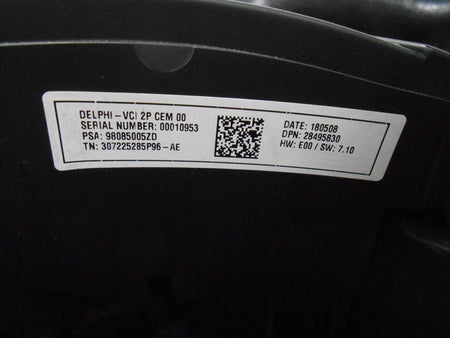 DELPHI - VCI 2P CEM 00
SERIAL NUMBER: 00010953
PSA: 98085005ZD
TN: 307225285P96-AE
DATE: 180508
DPN: 28495830
HW: E00 / SW: 7.10